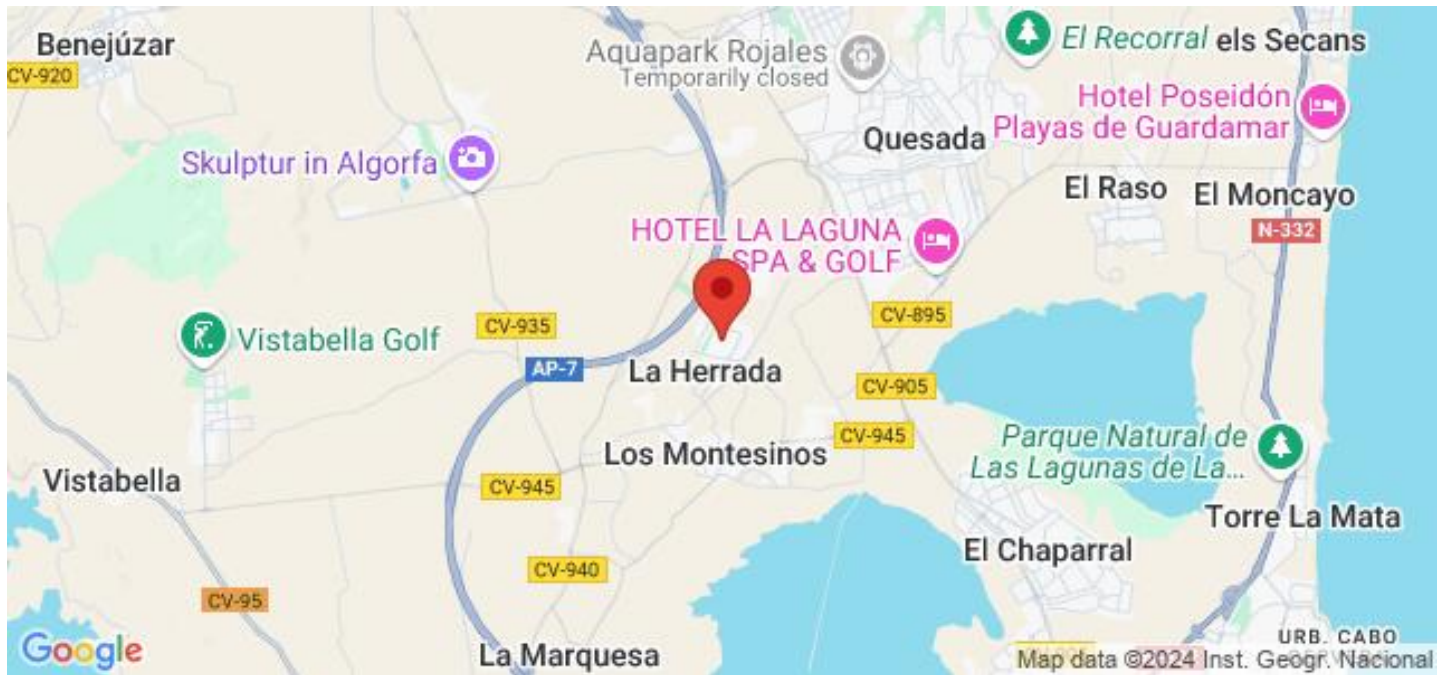 Benejúzar
CV-920
Aquapark Rojales
Temporarily closed
El Recorral
els Secans
Hotel Poseidón
Playas de Guardamar
Quesada
Skulptur in Algorfa
El Raso
El Moncayo
N-332
HOTEL LA LAGUNA
SPA & GOLF
CV-895
CV-935
Vistabella Golf
AP-7
La Herrada
CV-905
CV-945
Parque Natural de
Las Lagunas de La...
Los Montesinos
Vistabella
CV-945
Torre La Mata
El Chaparral
CV-940
CV-95
URB. CABO
Google
La Marquesa
Map data ©2024 Inst. Geogr. Nacional